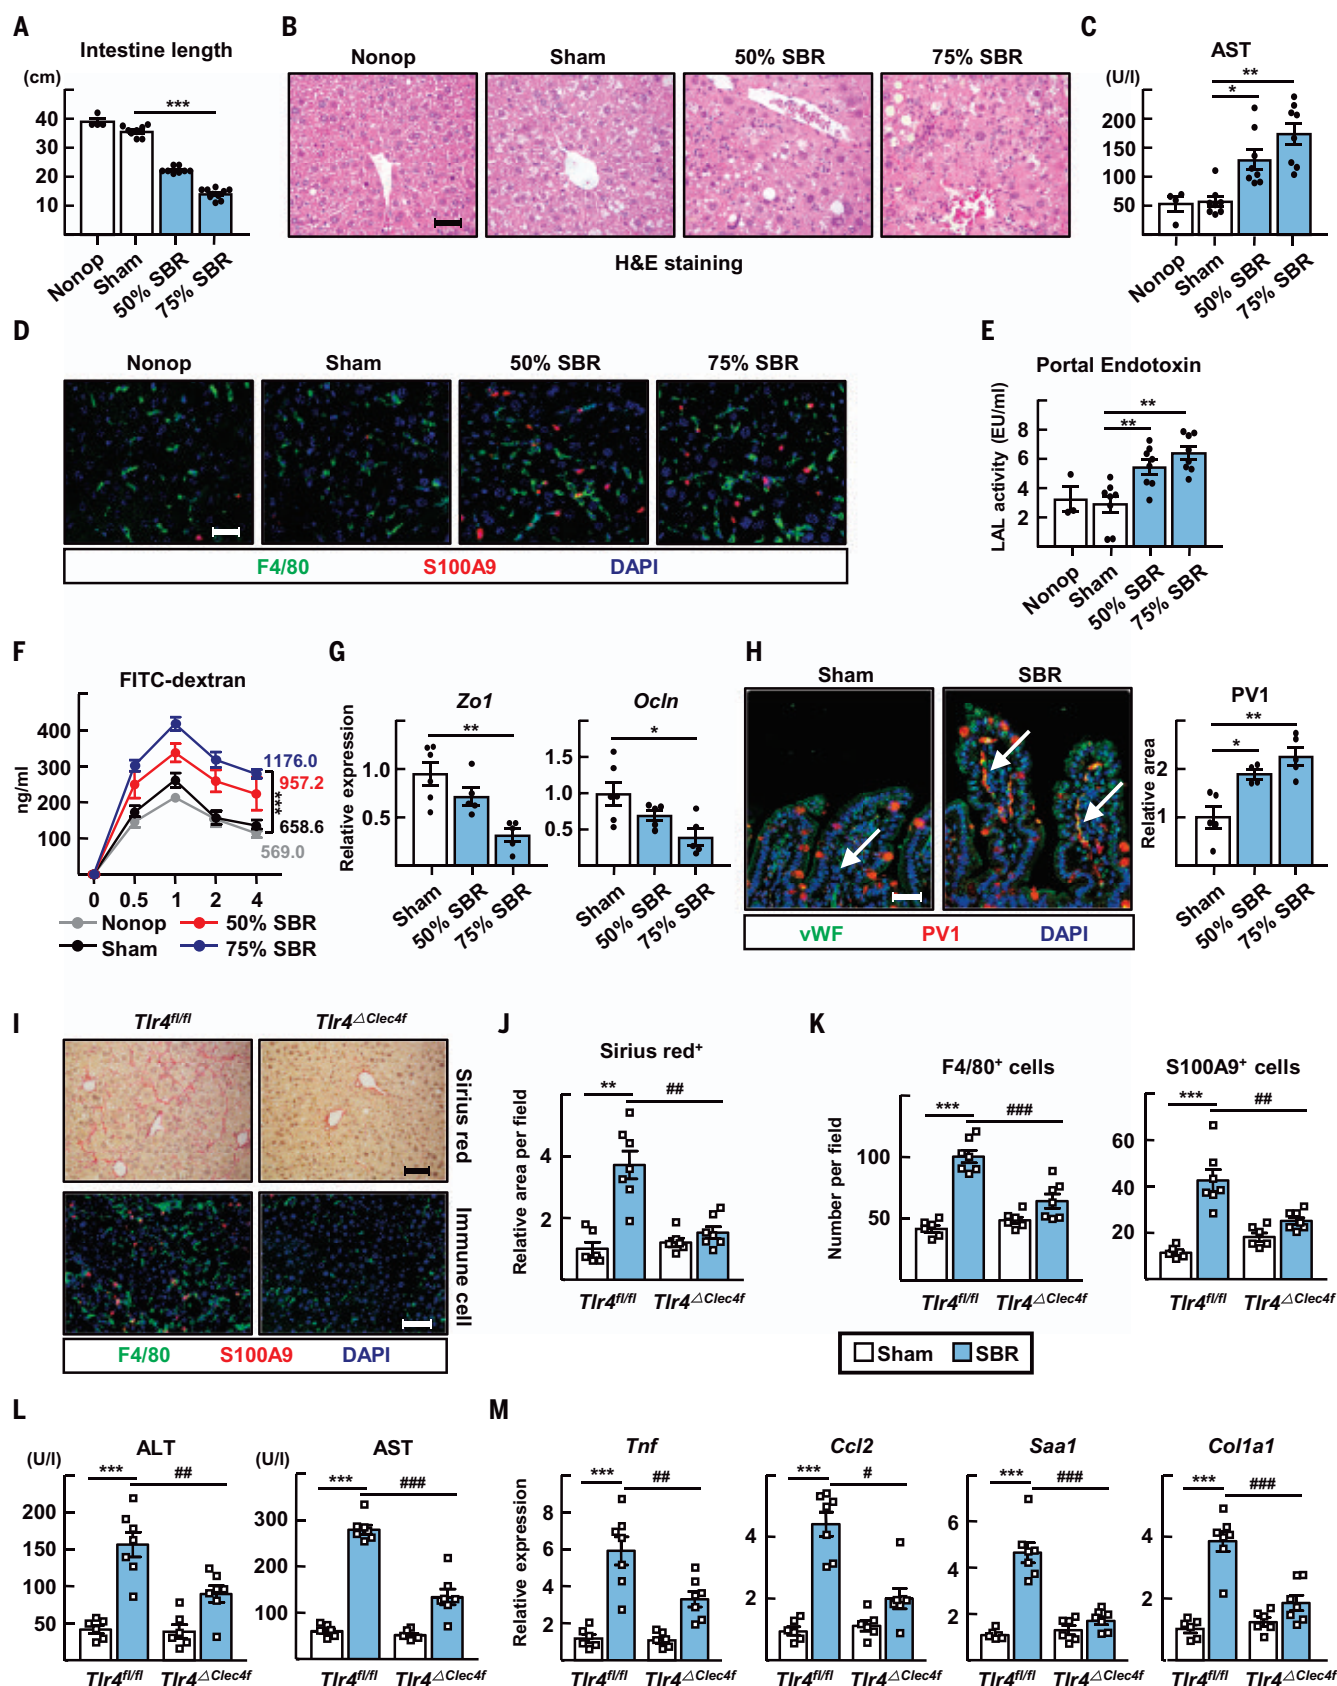 A
Intestine length
(cm)
***
40
30
20
10
Nonop
Sham
50% SBR
75% SBR
B
Nonop
Sham
50% SBR
75% SBR
H&E staining
C
AST
(U/l)
**
*
200
150
100
50
Nonop
Sham
50% SBR
75% SBR
D
Nonop
Sham
50% SBR
75% SBR
F4/80 S100A9 DAPI
E
Portal Endotoxin
LAL activity (EU/ml)
**
**
8
6
4
2
Nonop
Sham
50% SBR
75% SBR
F
FITC-dextran
ng/ml
400
300
200
100
1176.0
957.2
***
658.6
569.0
0 0.5 1 2 4
Nonop 50% SBR
Sham 75% SBR
G
Relative expression
Zo1
**
1.0
0.5
Sham
50% SBR
75% SBR
Ocln
*
1.5
1.0
0.5
Sham
50% SBR
75% SBR
H
Sham
SBR
vWF PV1 DAPI
PV1
Relative area
**
*
2
1
Sham
50% SBR
75% SBR
I
Tlr4fl/fl
Tlr4△Clec4f
Sirius red
Immune cell
F4/80 S100A9 DAPI
J
Sirius red+
Relative area per field
** ##
4
2
Tlr4fl/fl Tlr4△Clec4f
K
F4/80+ cells
Number per field
*** ###
100
50
Tlr4fl/fl Tlr4△Clec4f
S100A9+ cells
*** ##
60
40
20
Tlr4fl/fl Tlr4△Clec4f
Sham SBR
L
ALT
(U/l)
*** ##
200
150
100
50
Tlr4fl/fl Tlr4△Clec4f
AST
(U/l)
*** ###
300
200
100
Tlr4fl/fl Tlr4△Clec4f
M
Relative expression
Tnf
*** ##
8
6
4
2
Tlr4fl/fl Tlr4△Clec4f
Ccl2
*** #
4
2
Tlr4fl/fl Tlr4△Clec4f
Saa1
*** ###
6
4
2
Tlr4fl/fl Tlr4△Clec4f
Col1a1
*** ###
4
2
Tlr4fl/fl Tlr4△Clec4f